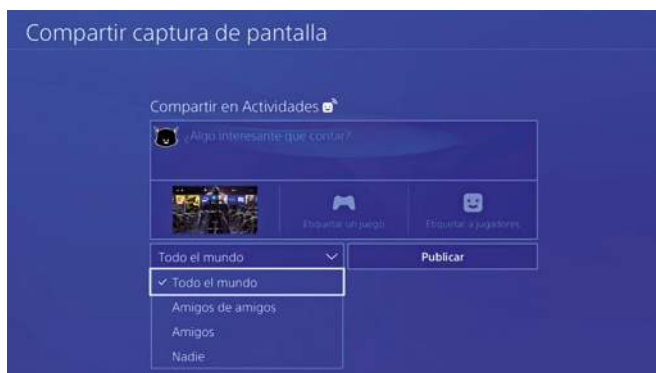 Compartir captura de pantalla
Compartir en Actividades
¿Algo interesante que contar?
Etiquetar un juego
Etiquetar a jugadores
Todo el mundo
Publicar
Todo el mundo
Amigos de amigos
Amigos
Nadie